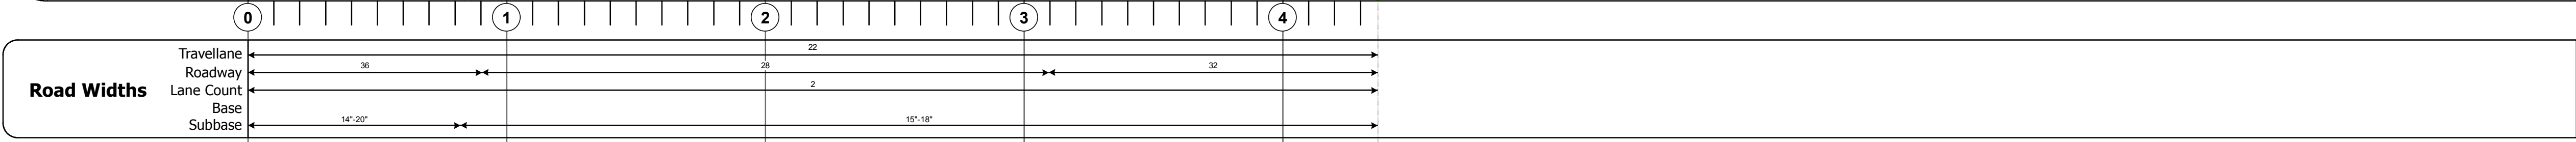 0 1 2 3 4
Road Widths
Travellane 22
Roadway 36 28 32
Lane Count 2
Base
Subbase 14"-20" 15"-18"